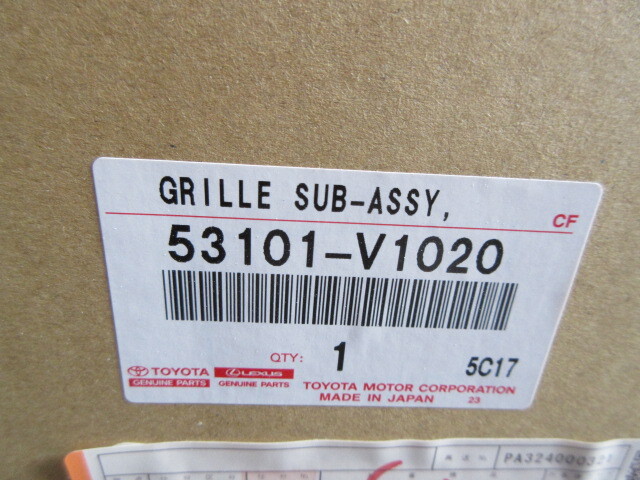 GRILLE SUB-ASSY,
CF
53101-V1020
QTY: 1 5C17
TOYOTA LEXUS
GENUINE PARTS GENUINE PARTS
TOYOTA MOTOR CORPORATION
MADE IN JAPAN 23